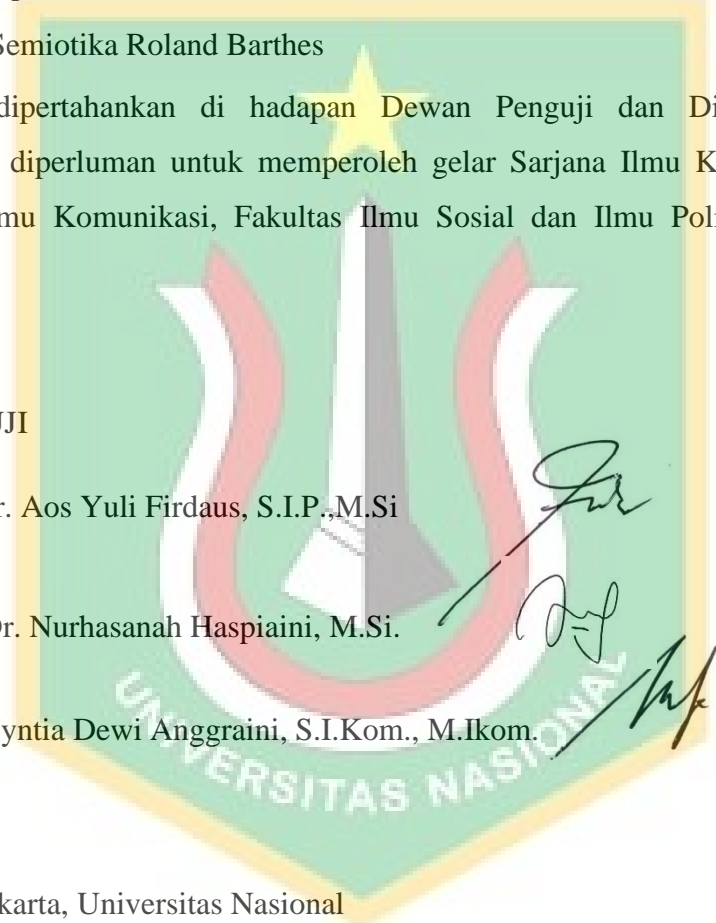 Semiotika Roland Barthes
dipertahankan di hadapan Dewan Penguji dan Di
diperluman untuk memperoleh gelar Sarjana Ilmu K
mu Komunikasi, Fakultas Ilmu Sosial dan Ilmu Pol
JI
r. Aos Yuli Firdaus, S.I.P.,M.Si
Dr. Nurhasanah Haspiaini, M.Si.
yntia Dewi Anggraini, S.I.Kom., M.Ikom.
UNIVERSITAS NASIONAL
karta, Universitas Nasional